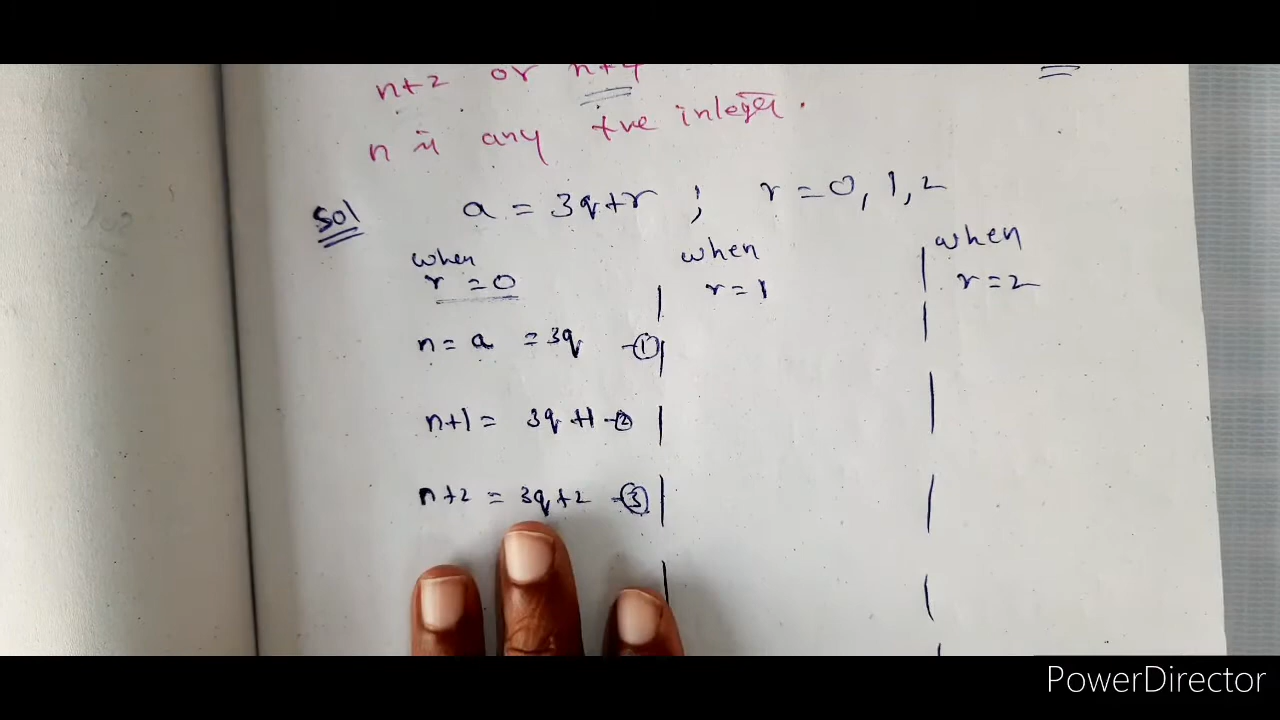 n+2 or n+4
n is any +ve integer.
Sol a = 3q+r ; r = 0, 1, 2
when
r = 0
n = a = 3q -①
n+1 = 3q+1 -②
n+2 = 3q+2 -③
when
r = 1
when
r = 2
PowerDirector